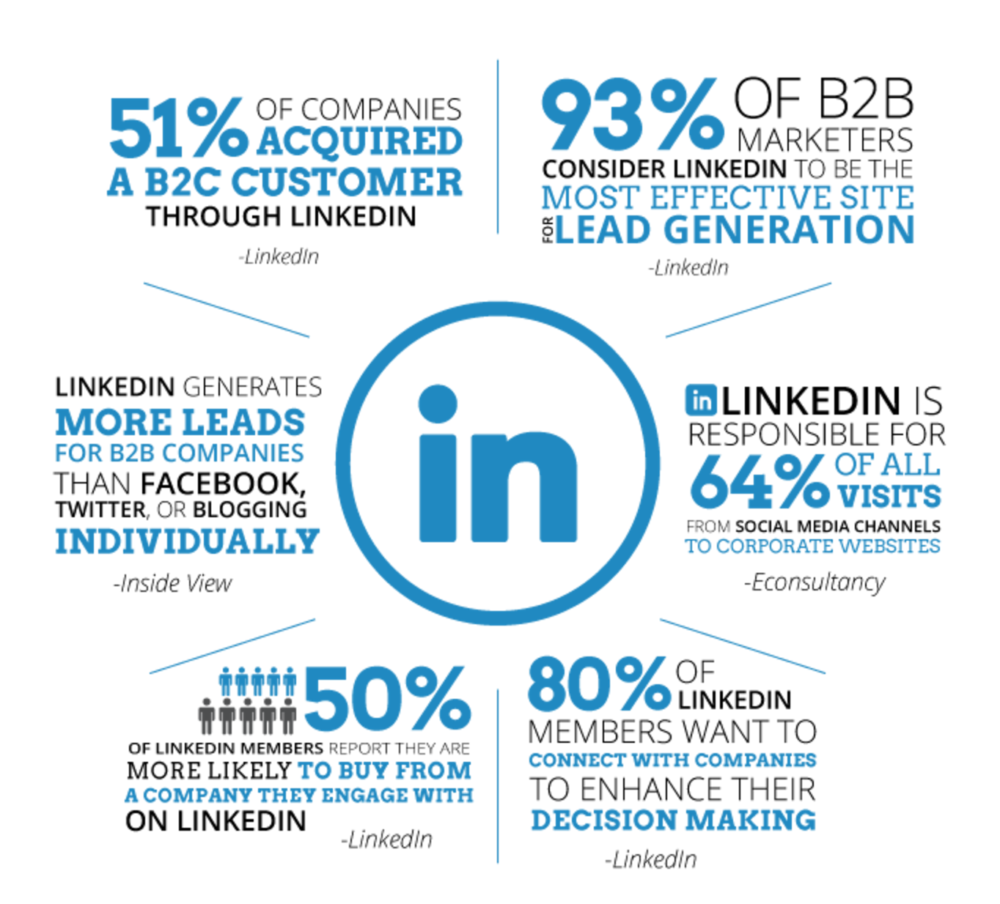 51% OF COMPANIES
ACQUIRED
A B2C CUSTOMER
THROUGH LINKEDIN
-LinkedIn
93% OF B2B
MARKETERS
CONSIDER LINKEDIN TO BE THE
MOST EFFECTIVE SITE
FOR LEAD GENERATION
-LinkedIn
LINKEDIN GENERATES
MORE LEADS
FOR B2B COMPANIES
THAN FACEBOOK,
TWITTER, OR BLOGGING
INDIVIDUALLY
-Inside View
in
in LINKEDIN IS
RESPONSIBLE FOR
64% OF ALL
VISITS
FROM SOCIAL MEDIA CHANNELS
TO CORPORATE WEBSITES
-Econsultancy
50%
OF LINKEDIN MEMBERS REPORT THEY ARE
MORE LIKELY TO BUY FROM
A COMPANY THEY ENGAGE WITH
ON LINKEDIN
-LinkedIn
80% OF
LINKEDIN
MEMBERS WANT TO
CONNECT WITH COMPANIES
TO ENHANCE THEIR
DECISION MAKING
-LinkedIn